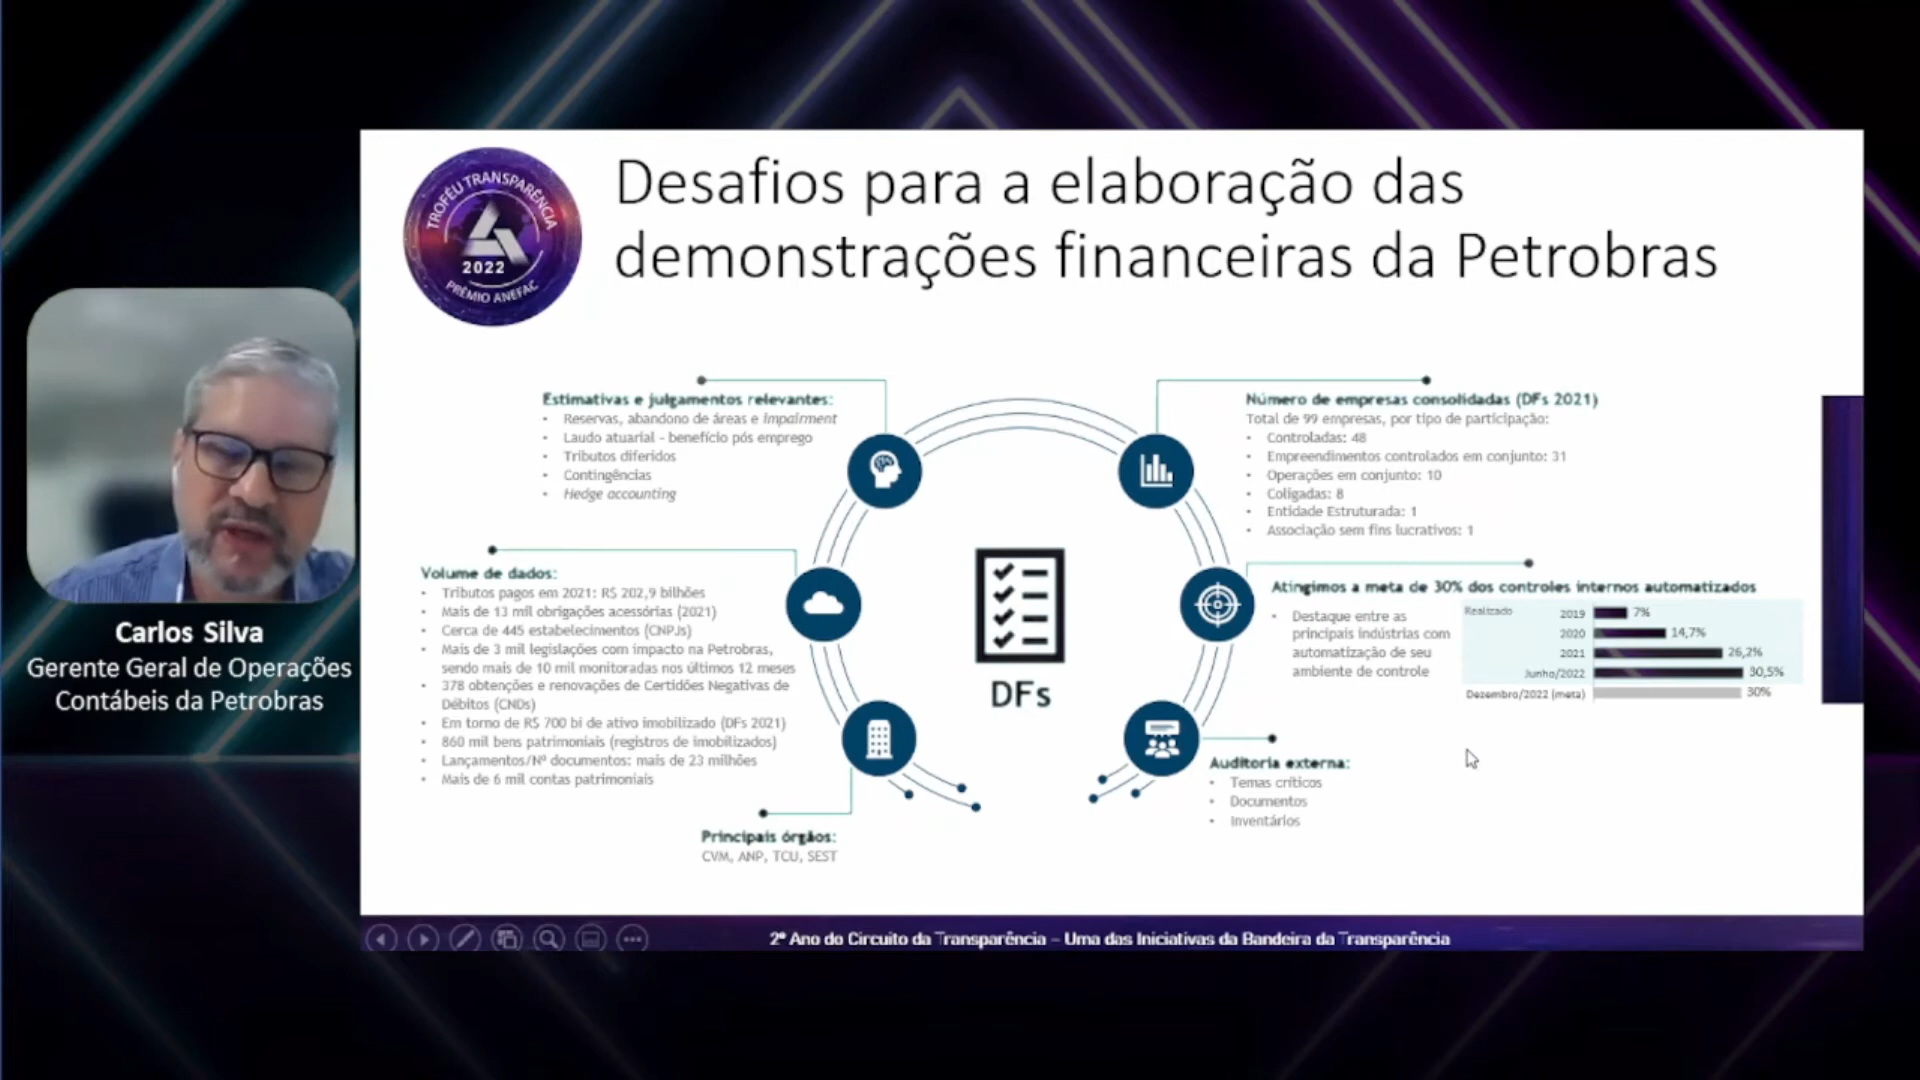 TROFÉU TRANSPARÊNCIA
2022
PRÊMIO ANEFAC
Desafios para a elaboração das
demonstrações financeiras da Petrobras
Estimativas e julgamentos relevantes:
• Reservas, abandono de áreas e impairment
• Laudo atuarial - benefício pós emprego
• Tributos diferidos
• Contingências
• Hedge accounting
Volume de dados:
• Tributos pagos em 2021: R$ 202,9 bilhões
• Mais de 13 mil obrigações acessórias (2021)
• Cerca de 445 estabelecimentos (CNPJs)
• Mais de 3 mil legislações com impacto na Petrobras,
sendo mais de 10 mil monitoradas nos últimos 12 meses
• 378 obtenções e renovações de Certidões Negativas de
Débitos (CNDs)
• Em torno de R$ 700 bi de ativo imobilizado (DFs 2021)
• 860 mil bens patrimoniais (registros de imobilizados)
• Lançamentos/Nº documentos: mais de 23 milhões
• Mais de 6 mil contas patrimoniais
Principais órgãos:
CVM, ANP, TCU, SEST
DFs
Número de empresas consolidadas (DFs 2021)
Total de 99 empresas, por tipo de participação:
• Controladas: 48
• Empreendimentos controlados em conjunto: 31
• Operações em conjunto: 10
• Coligadas: 8
• Entidade Estruturada: 1
• Associação sem fins lucrativos: 1
Atingimos a meta de 30% dos controles internos automatizados
• Destaque entre as
principais indústrias com
automatização de seu
ambiente de controle
Realizado
2019 7%
2020 14,7%
2021 26,2%
Junho/2022 30,5%
Dezembro/2022 (meta) 30%
Auditoria externa:
• Temas críticos
• Documentos
• Inventários
Carlos Silva
Gerente Geral de Operações
Contábeis da Petrobras
2º Ano do Circuito da Transparência – Uma das Iniciativas da Bandeira da Transparência